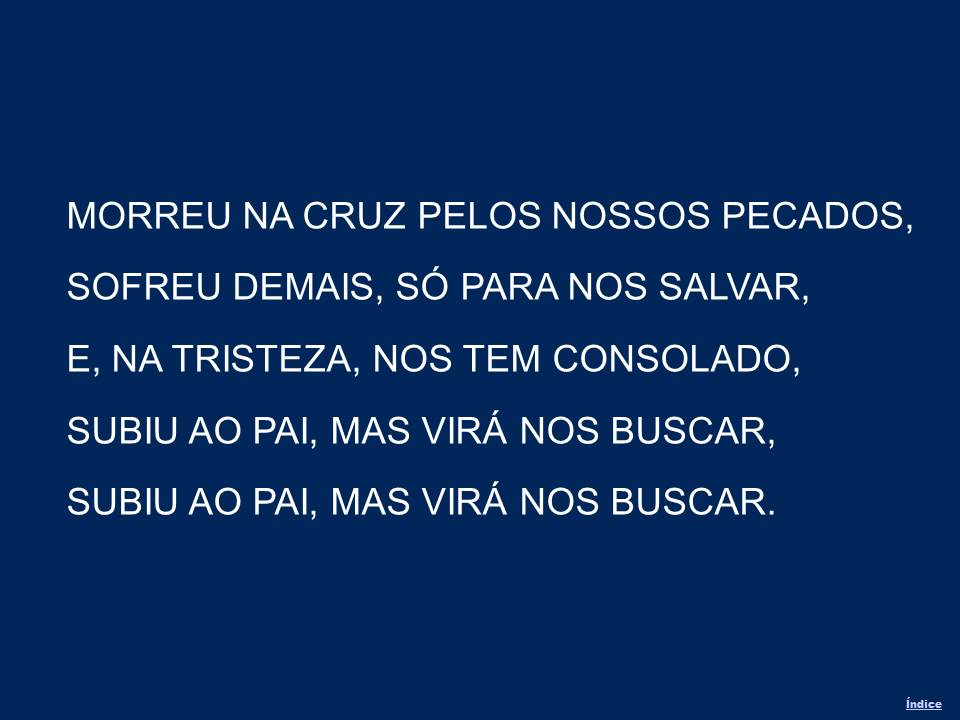 MORREU NA CRUZ PELOS NOSSOS PECADOS,
SOFREU DEMAIS, SÓ PARA NOS SALVAR,
E, NA TRISTEZA, NOS TEM CONSOLADO,
SUBIU AO PAI, MAS VIRÁ NOS BUSCAR,
SUBIU AO PAI, MAS VIRÁ NOS BUSCAR.
Índice